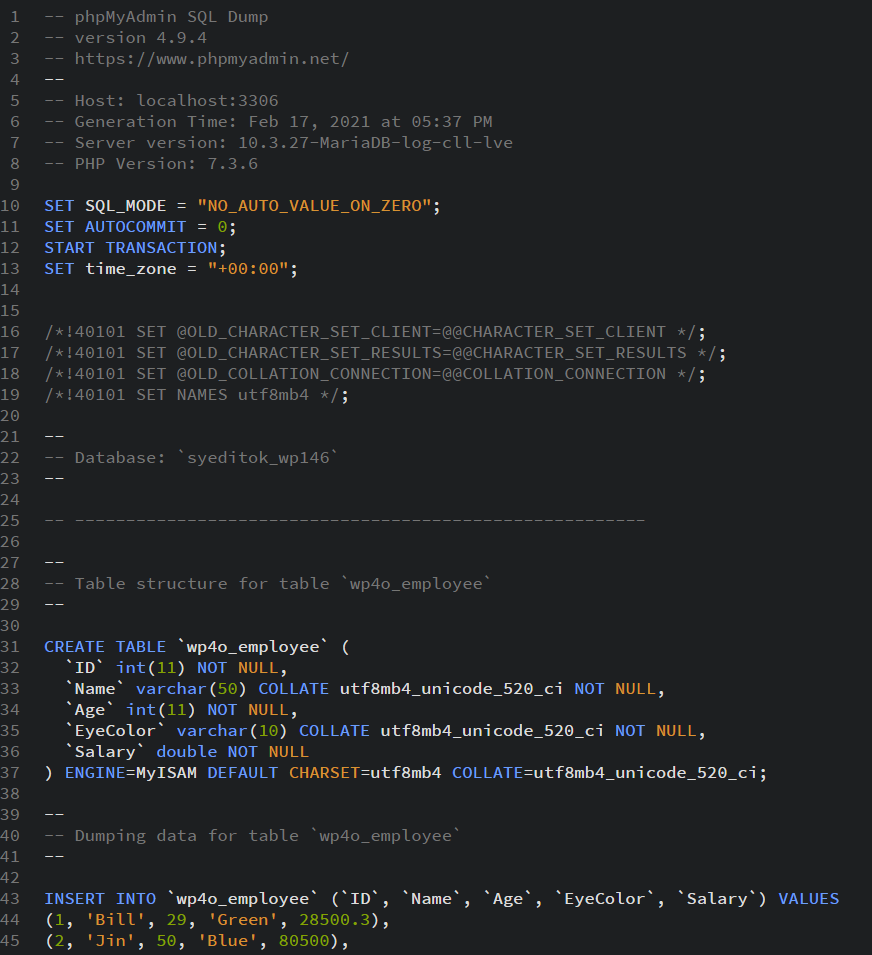 1 -- phpMyAdmin SQL Dump
2 -- version 4.9.4
3 -- https://www.phpmyadmin.net/
4 --
5 -- Host: localhost:3306
6 -- Generation Time: Feb 17, 2021 at 05:37 PM
7 -- Server version: 10.3.27-MariaDB-log-cll-lve
8 -- PHP Version: 7.3.6
9
10 SET SQL_MODE = "NO_AUTO_VALUE_ON_ZERO";
11 SET AUTOCOMMIT = 0;
12 START TRANSACTION;
13 SET time_zone = "+00:00";
14
15
16 /*!40101 SET @OLD_CHARACTER_SET_CLIENT=@@CHARACTER_SET_CLIENT */;
17 /*!40101 SET @OLD_CHARACTER_SET_RESULTS=@@CHARACTER_SET_RESULTS */;
18 /*!40101 SET @OLD_COLLATION_CONNECTION=@@COLLATION_CONNECTION */;
19 /*!40101 SET NAMES utf8mb4 */;
20
21 --
22 -- Database: `syeditok_wp146`
23 --
24
25 -- --------------------------------------------------------
26
27 --
28 -- Table structure for table `wp4o_employee`
29 --
30
31 CREATE TABLE `wp4o_employee` (
32   `ID` int(11) NOT NULL,
33   `Name` varchar(50) COLLATE utf8mb4_unicode_520_ci NOT NULL,
34   `Age` int(11) NOT NULL,
35   `EyeColor` varchar(10) COLLATE utf8mb4_unicode_520_ci NOT NULL,
36   `Salary` double NOT NULL
37 ) ENGINE=MyISAM DEFAULT CHARSET=utf8mb4 COLLATE=utf8mb4_unicode_520_ci;
38
39 --
40 -- Dumping data for table `wp4o_employee`
41 --
42
43 INSERT INTO `wp4o_employee` (`ID`, `Name`, `Age`, `EyeColor`, `Salary`) VALUES
44 (1, 'Bill', 29, 'Green', 28500.3),
45 (2, 'Jin', 50, 'Blue', 80500),